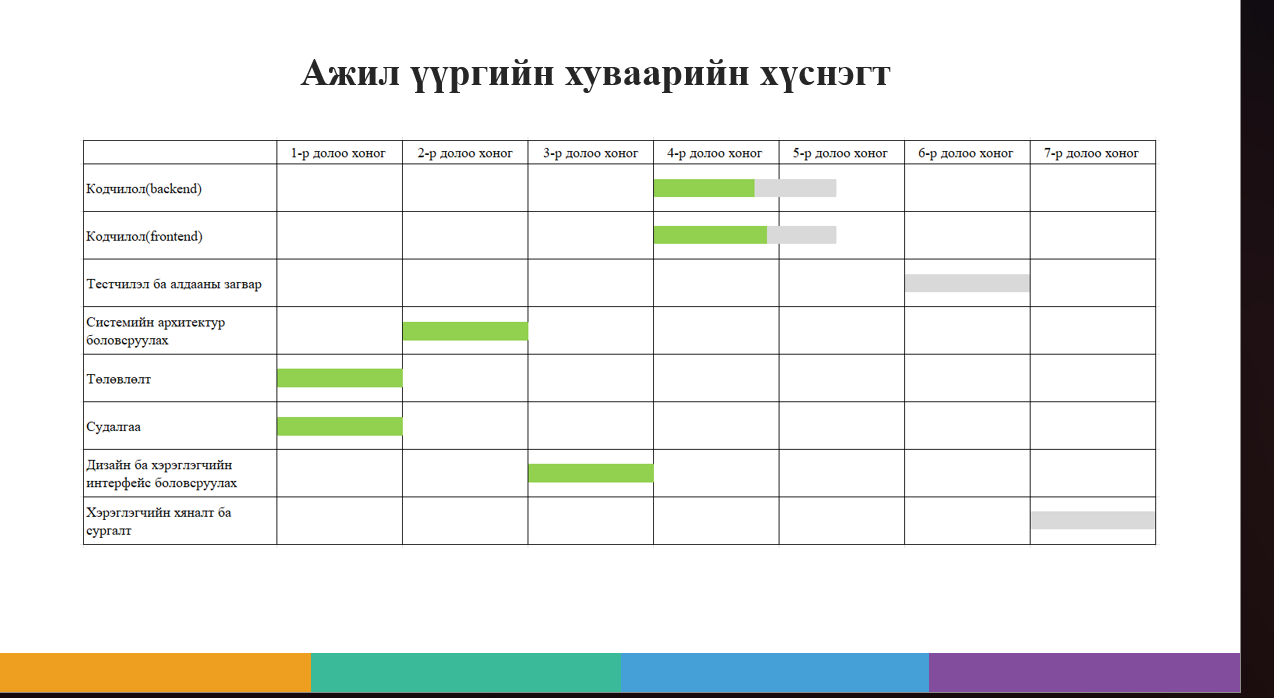 Ажил үүргийн хуваарийн хүснэгт
1-р долоо хоног 2-р долоо хоног 3-р долоо хоног 4-р долоо хоног 5-р долоо хоног 6-р долоо хоног 7-р долоо хоног
Кодчилол(backend)
Кодчилол(frontend)
Тестчилэл ба алдааны загвар
Системийн архитектур
боловсруулах
Төлөвлөлт
Судалгаа
Дизайн ба хэрэглэгчийн
интерфейс боловсруулах
Хэрэглэгчийн хяналт ба
сургалт